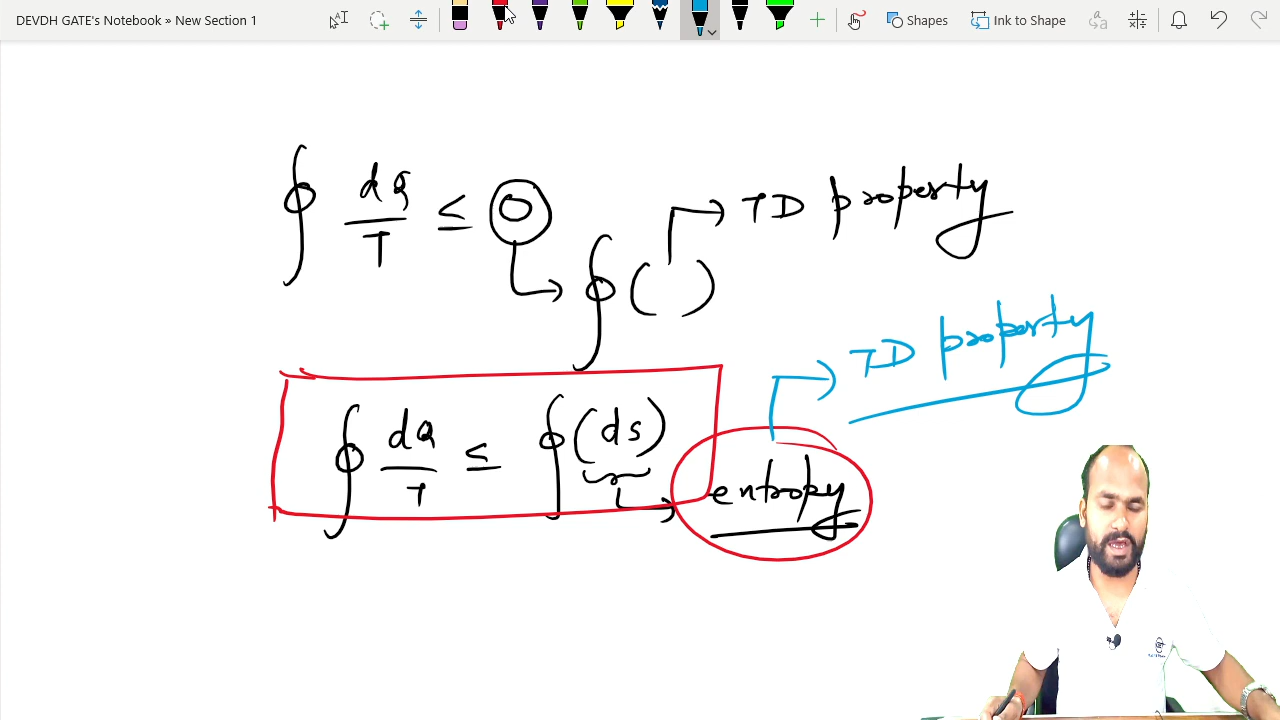 DEVDH GATE's Notebook » New Section 1
Shapes
Ink to Shape
∮ dQ/T ≤ 0
∮ ( )
TD property
TD property
∮ dQ/T ≤ ∮ (ds)
entropy